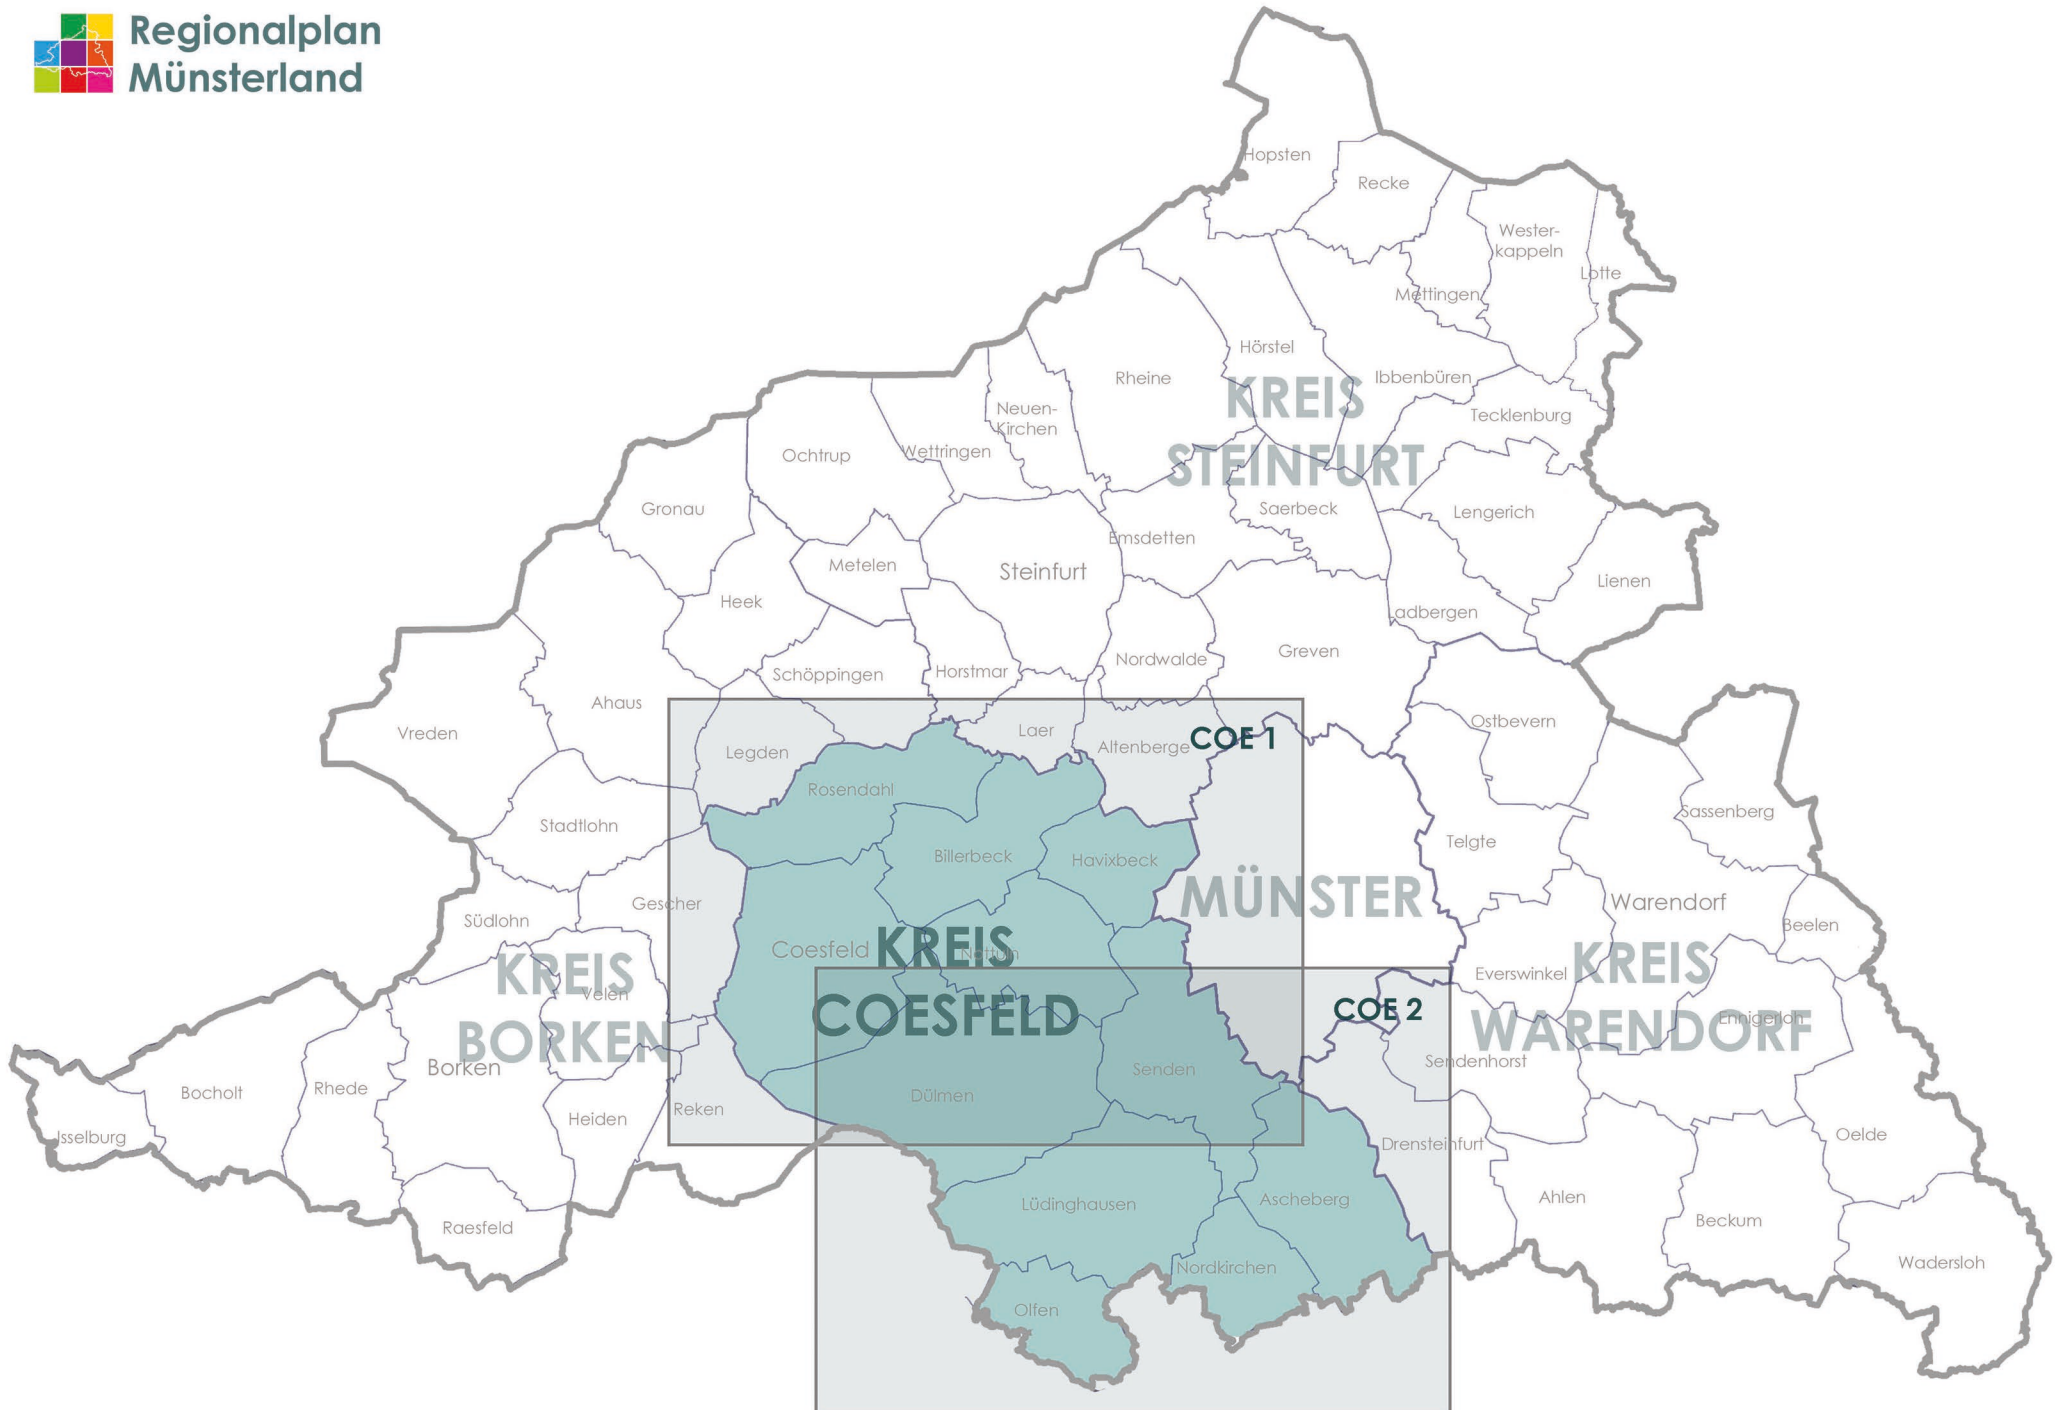 Regionalplan
Münsterland
Hopsten
Recke
Wester-
kappeln
Lotte
Mettingen
Hörstel
Rheine
Ibbenbüren
KREIS
STEINFURT
Neuen-
Kirchen
Tecklenburg
Ochtrup
Wettringen
Gronau
Saerbeck
Lengerich
Emsdetten
Metelen
Steinfurt
Lienen
Heek
Ladbergen
Nordwalde
Greven
Schöppingen
Horstmar
Ahaus
Vreden
Legden
Laer
Altenberge
COE 1
Ostbevern
Rosendahl
Stadtlohn
Sassenberg
Telgte
Billerbeck
Havixbeck
Gescher
MÜNSTER
Warendorf
Südlohn
Beelen
Coesfeld
KREIS
COESFELD
Nottuln
KREIS
BORKEN
Velen
Everswinkel
KREIS
WARENDORF
COE 2
Ennigerloh
Sendenhorst
Borken
Senden
Bocholt
Rhede
Dülmen
Reken
Heiden
Isselburg
Drensteinfurt
Oelde
Lüdinghausen
Ascheberg
Ahlen
Raesfeld
Beckum
Nordkirchen
Wadersloh
Olfen